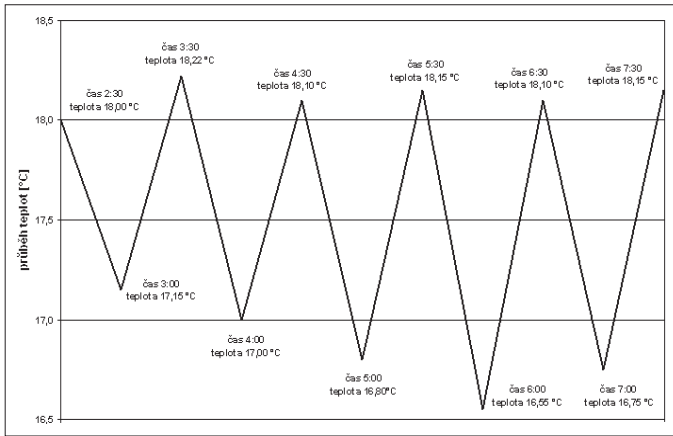 18,5
18,0
17,5
17,0
16,5
průběh teplot [°C]
čas 2:30
teplota 18,00 °C
čas 3:00
teplota 17,15 °C
čas 3:30
teplota 18,22 °C
čas 4:00
teplota 17,00 °C
čas 4:30
teplota 18,10 °C
čas 5:00
teplota 16,80°C
čas 5:30
teplota 18,15 °C
čas 6:00
teplota 16,55 °C
čas 6:30
teplota 18,10 °C
čas 7:00
teplota 16,75 °C
čas 7:30
teplota 18,15 °C